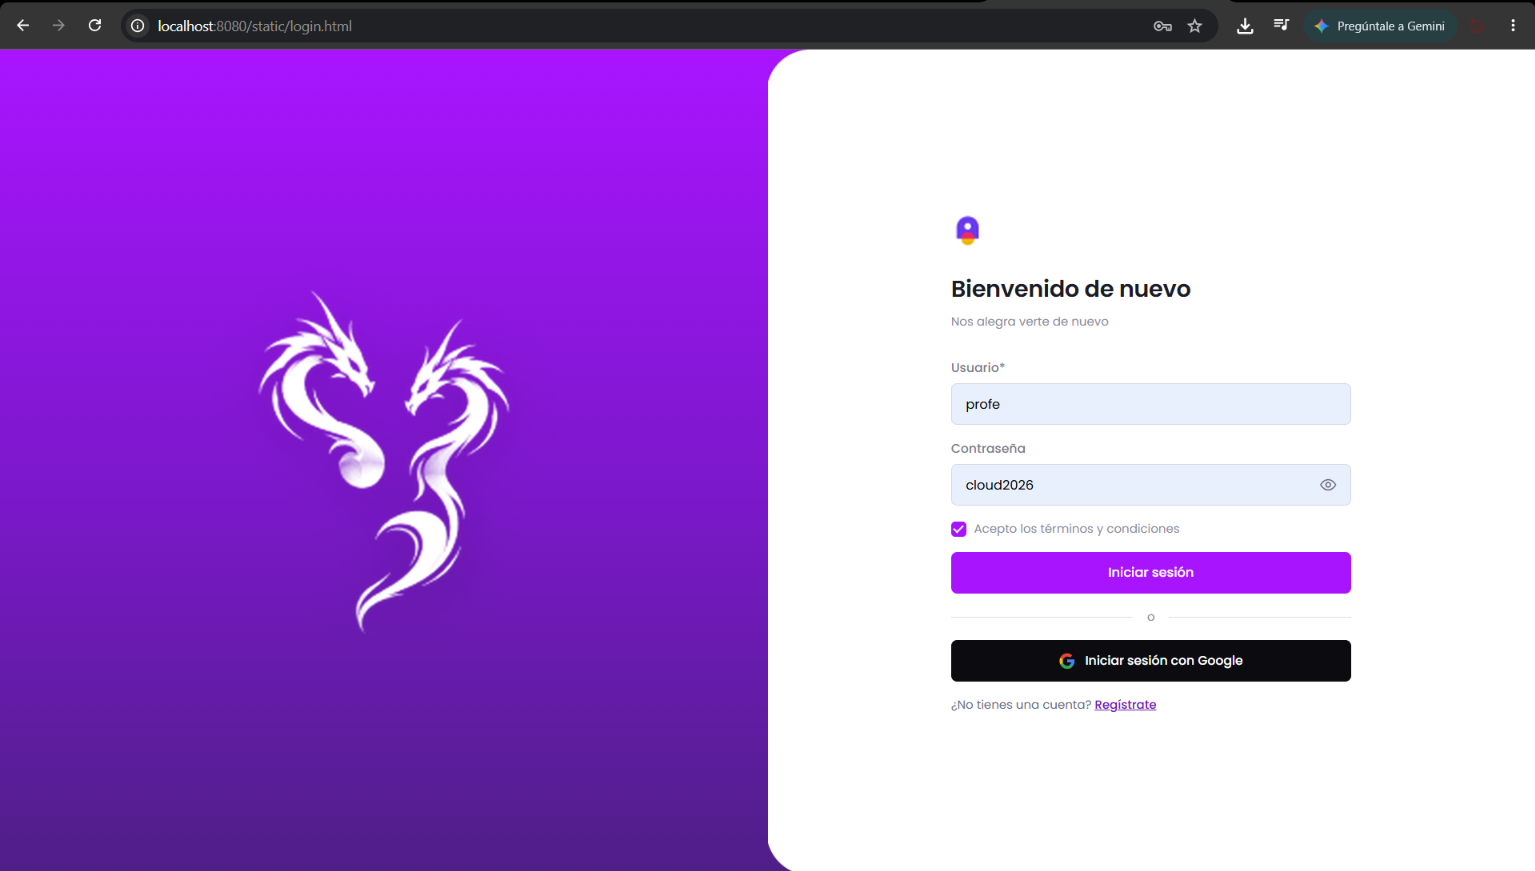 localhost:8080/static/login.html
Pregúntale a Gemini
Bienvenido de nuevo
Nos alegra verte de nuevo
Usuario*
profe
Contraseña
cloud2026
Acepto los términos y condiciones
Iniciar sesión
o
Iniciar sesión con Google
¿No tienes una cuenta? Regístrate